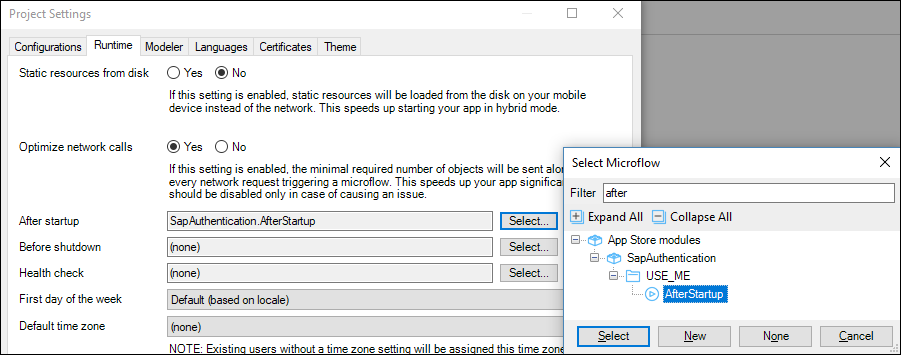 Project Settings
Configurations Runtime Modeler Languages Certificates Theme
Static resources from disk Yes No
If this setting is enabled, static resources will be loaded from the disk on your mobile
device instead of the network. This speeds up starting your app in hybrid mode.
Optimize network calls Yes No
If this setting is enabled, the minimal required number of objects will be sent
every network request triggering a microflow. This speeds up your app
should be disabled only in case of causing an issue.
After startup SapAuthentication.AfterStartup Select...
Before shutdown (none) Select...
Health check (none) Select...
First day of the week Default (based on locale)
Default time zone (none)
NOTE: Existing users without a time zone setting will be assigned this time
Select Microflow
Filter after
Expand All Collapse All
App Store modules
SapAuthentication
USE_ME
AfterStartup
Select New None Cancel